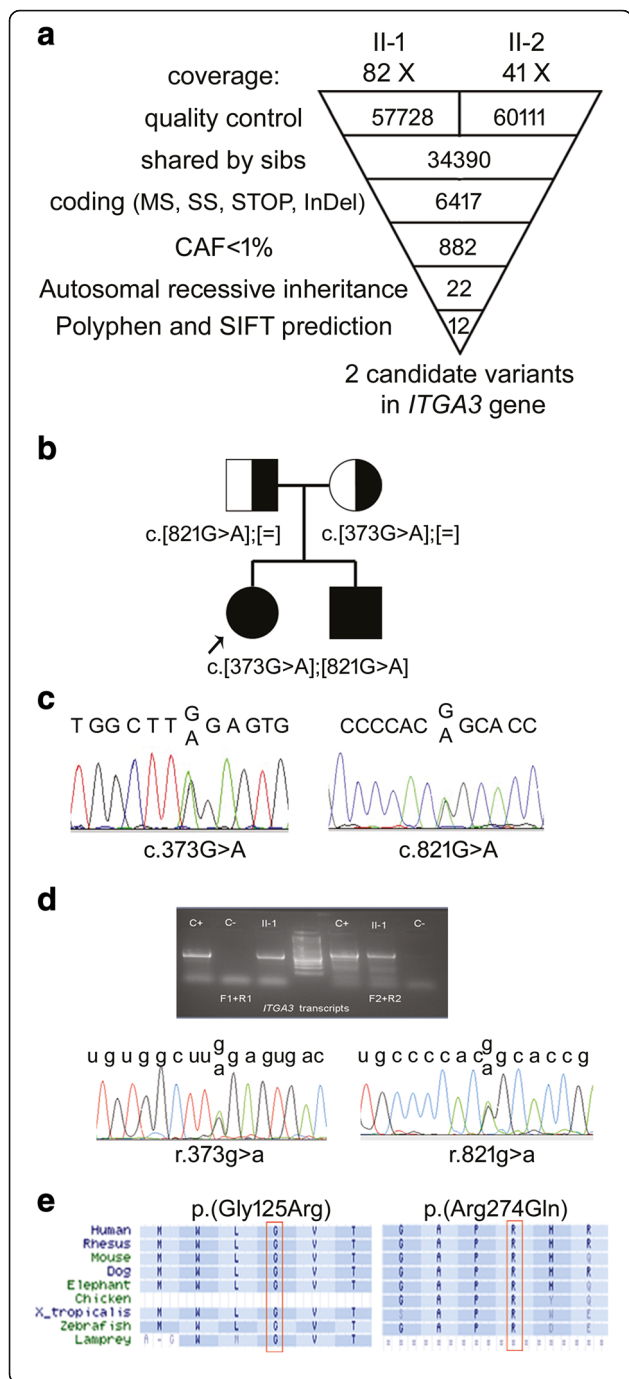 a
II-1 II-2
coverage: 82 X 41 X
quality control 57728 60111
shared by sibs 34390
coding (MS, SS, STOP, InDel) 6417
CAF<1% 882
Autosomal recessive inheritance 22
Polyphen and SIFT prediction 12
2 candidate variants
in ITGA3 gene
b
c.[821G>A];[=] c.[373G>A];[=]
c.[373G>A];[821G>A]
c
T GGC T T G G A GTG CCCCAC G GCA CC
A A
c.373G>A c.821G>A
d
C+ C- II-1 C+ II-1 C-
F1+R1 F2+R2
ITGA3 transcripts
u g u g g c u u g g a g u g a c u g c c c c a c g g c a c c g
a a
r.373g>a r.821g>a
e
p.(Gly125Arg) p.(Arg274Gln)
Human M W L G V T G A P R M R
Rhesus M W L G V T G A P R M R
Mouse M W L G V T G A P R M Q
Dog M W L G V T G A P R M R
Elephant M W L G V T G A P R M Q
Chicken G A P R Y Q
X_tropicalis M W L G V T S A P R W E
Zebrafish M W L G V T G A P R D E
Lamprey A - G W M G V T = = = = = =